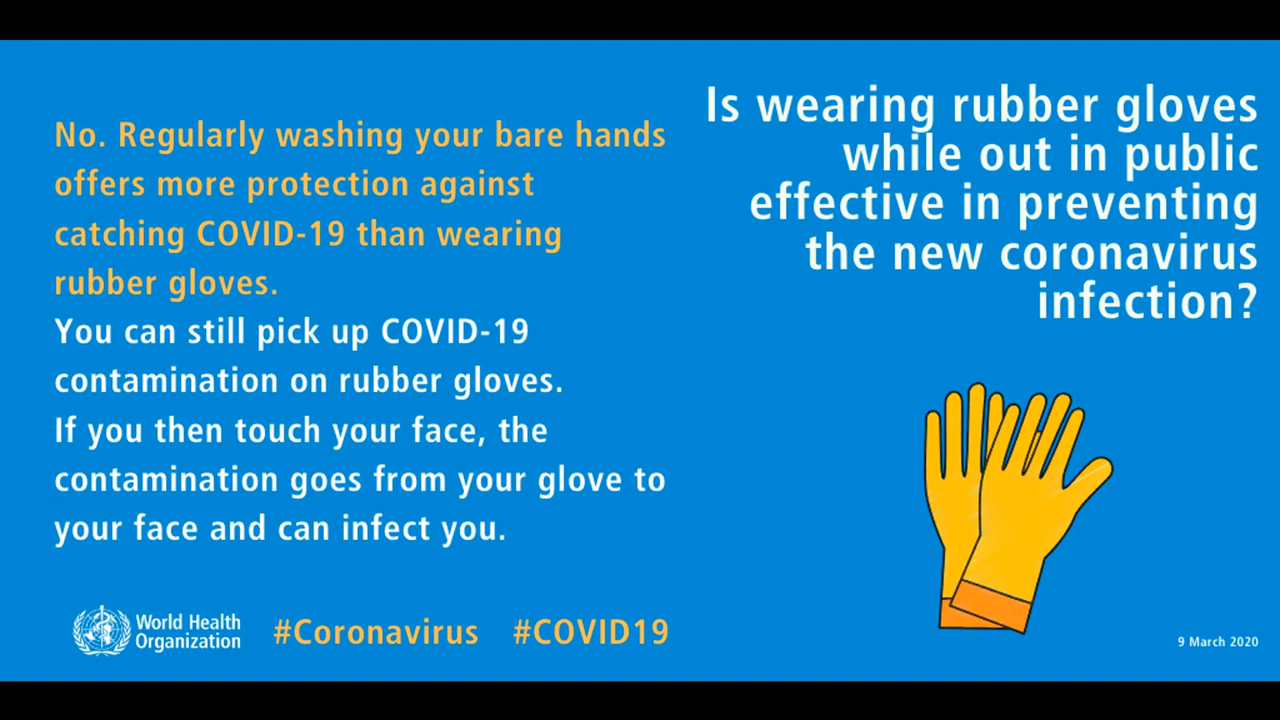 Is wearing rubber gloves
while out in public
effective in preventing
the new coronavirus
infection?
No. Regularly washing your bare hands
offers more protection against
catching COVID-19 than wearing
rubber gloves.
You can still pick up COVID-19
contamination on rubber gloves.
If you then touch your face, the
contamination goes from your glove to
your face and can infect you.
World Health
Organization
#Coronavirus #COVID19
9 March 2020